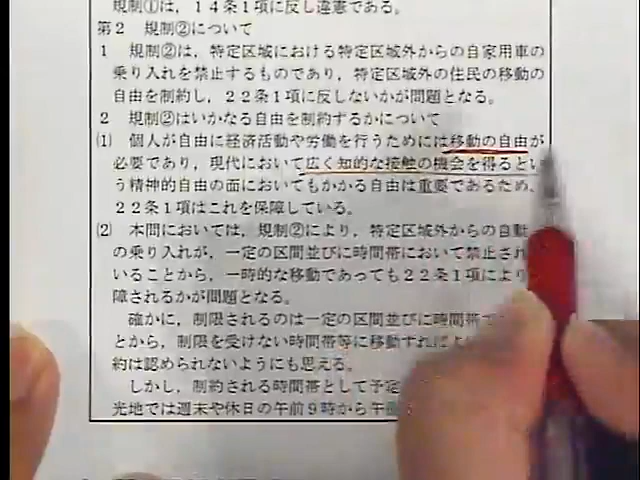 規制①は，１４条１項に反し違憲である。
第２　規制②について
１　規制②は，特定区域における特定区域外からの自家用車の
乗り入れを禁止するものであり，特定区域外の住民の移動の
自由を制約し，２２条１項に反しないかが問題となる。
２　規制②はいかなる自由を制約するかについて
⑴　個人が自由に経済活動や労働を行うためには移動の自由が
必要であり，現代において広く知的な接触の機会を得るとい
う精神的自由の面においてもかかる自由は重要であるため，
２２条１項はこれを保障している。
⑵　本問においては，規制②により，特定区域外からの自動
の乗り入れが，一定の区間並びに時間帯において禁止され
いることから，一時的な移動であっても２２条１項により
障されるかが問題となる。
確かに，制限されるのは一定の区間並びに時間帯で
とから，制限を受けない時間帯等に移動すれば
約は認められないようにも思える。
しかし，制約される時間帯として予定
光地では週末や休日の午前９時から午